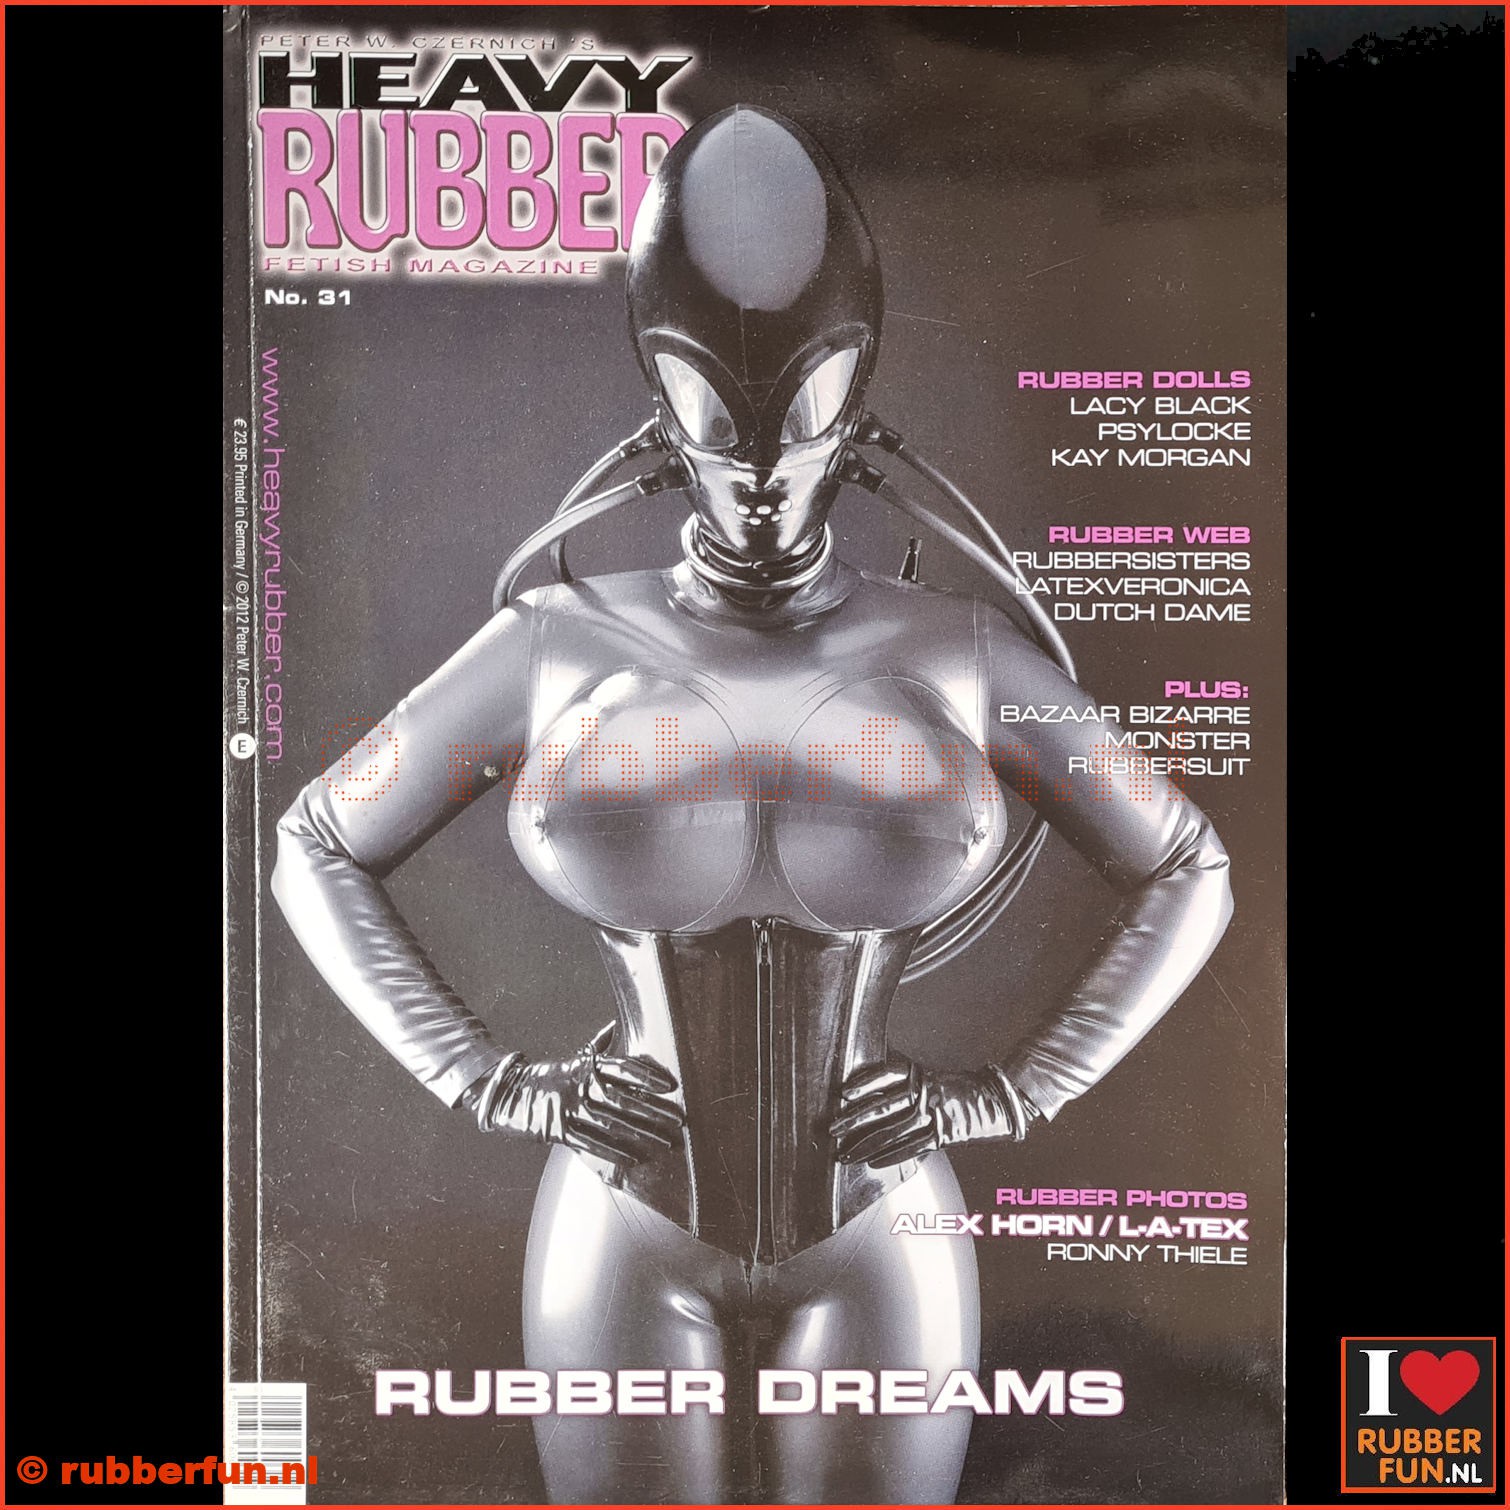 PETER W. CZERNICH'S
HEAVY
RUBBER
FETISH MAGAZINE
No. 31
www.heavyrubber.com
€ 23.95 Printed in Germany / © 2012 Peter W. Czernich
E
RUBBER DOLLS
LACY BLACK
PSYLOCKE
KAY MORGAN
RUBBER WEB
RUBBERSISTERS
LATEXVERONICA
DUTCH DAME
PLUS:
BAZAAR BIZARRE
MONSTER
RUBBERSUIT
© rubberfun.nl
RUBBER PHOTOS
ALEX HORN / L-A-TEX
RONNY THIELE
RUBBER DREAMS
© rubberfun.nl
I
RUBBER
FUN.NL